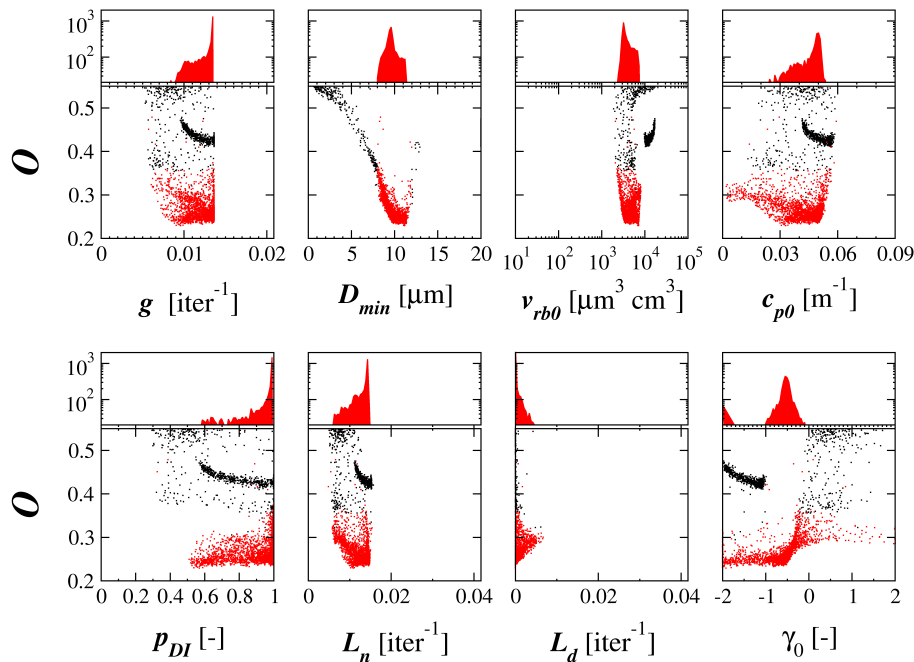 10³
10²
O
0.5
0.4
0.3
0.2
0 0.01 0.02
0 5 10 15 20
10¹ 10² 10³ 10⁴ 10⁵
0 0.03 0.06 0.09
g [iter⁻¹]
D_min [μm]
v_rb0 [μm³ cm³]
c_p0 [m⁻¹]
10³
10²
O
0.5
0.4
0.3
0.2
0 0.2 0.4 0.6 0.8 1
0 0.02 0.04
0 0.02 0.04
-2 -1 0 1 2
p_DI [-]
L_n [iter⁻¹]
L_d [iter⁻¹]
γ_0 [-]